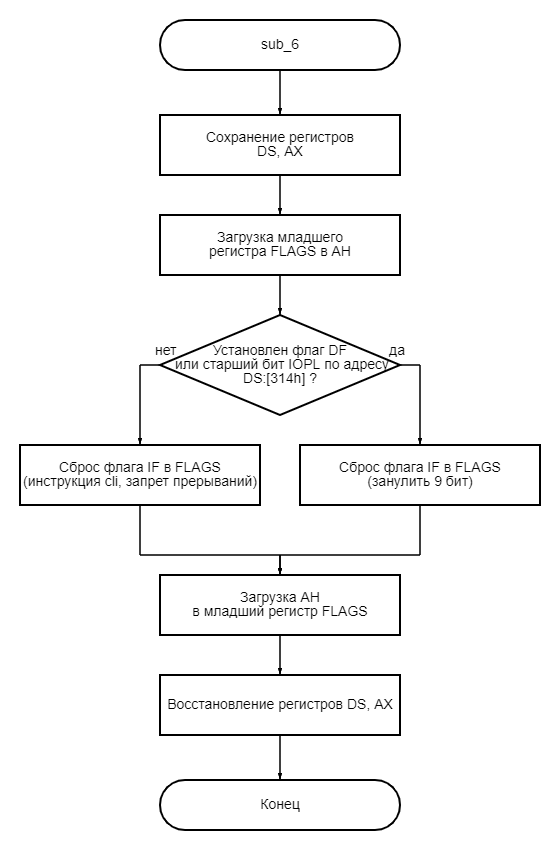 sub_6
Сохранение регистров
DS, AX
Загрузка младшего
регистра FLAGS в AH
нет
Установлен флаг DF
да
или старший бит IOPL по адресу
DS:[314h] ?
Сброс флага IF в FLAGS
(инструкция cli, запрет прерываний)
Сброс флага IF в FLAGS
(занулить 9 бит)
Загрузка AH
в младший регистр FLAGS
Восстановление регистров DS, AX
Конец